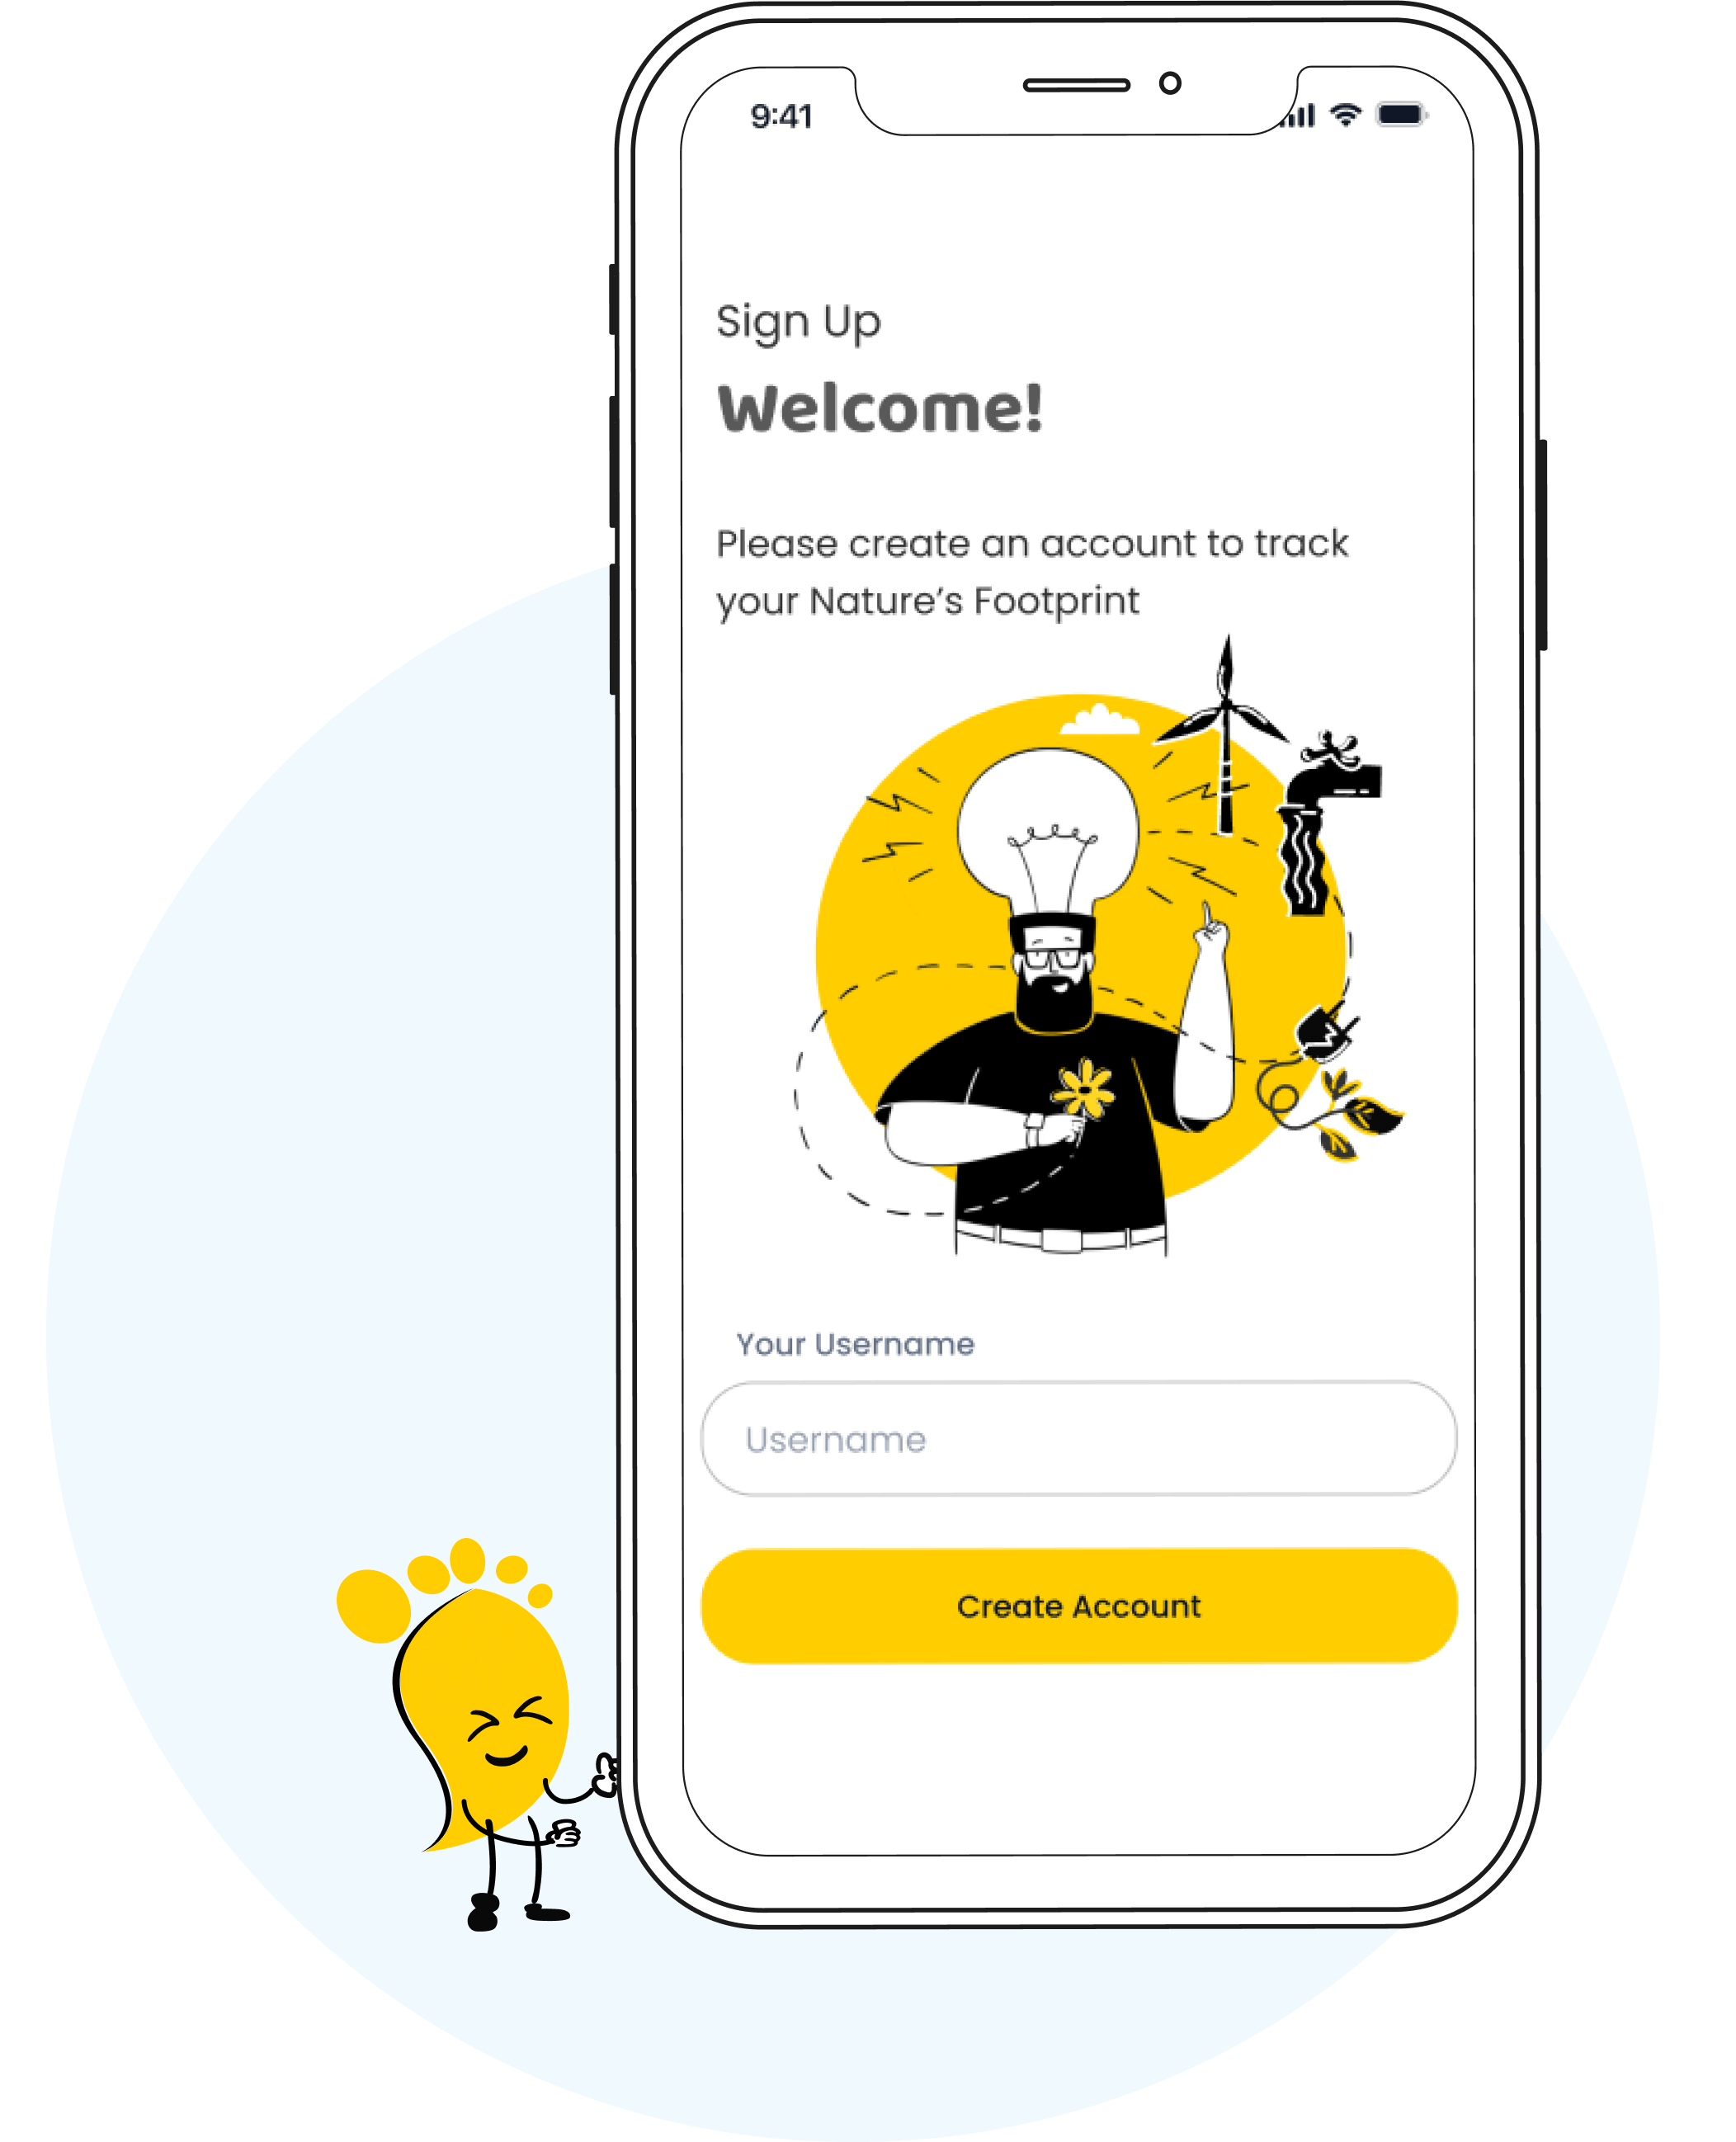 9:41
Sign Up
Welcome!
Please create an account to track
your Nature’s Footprint
Your Username
Username
Create Account